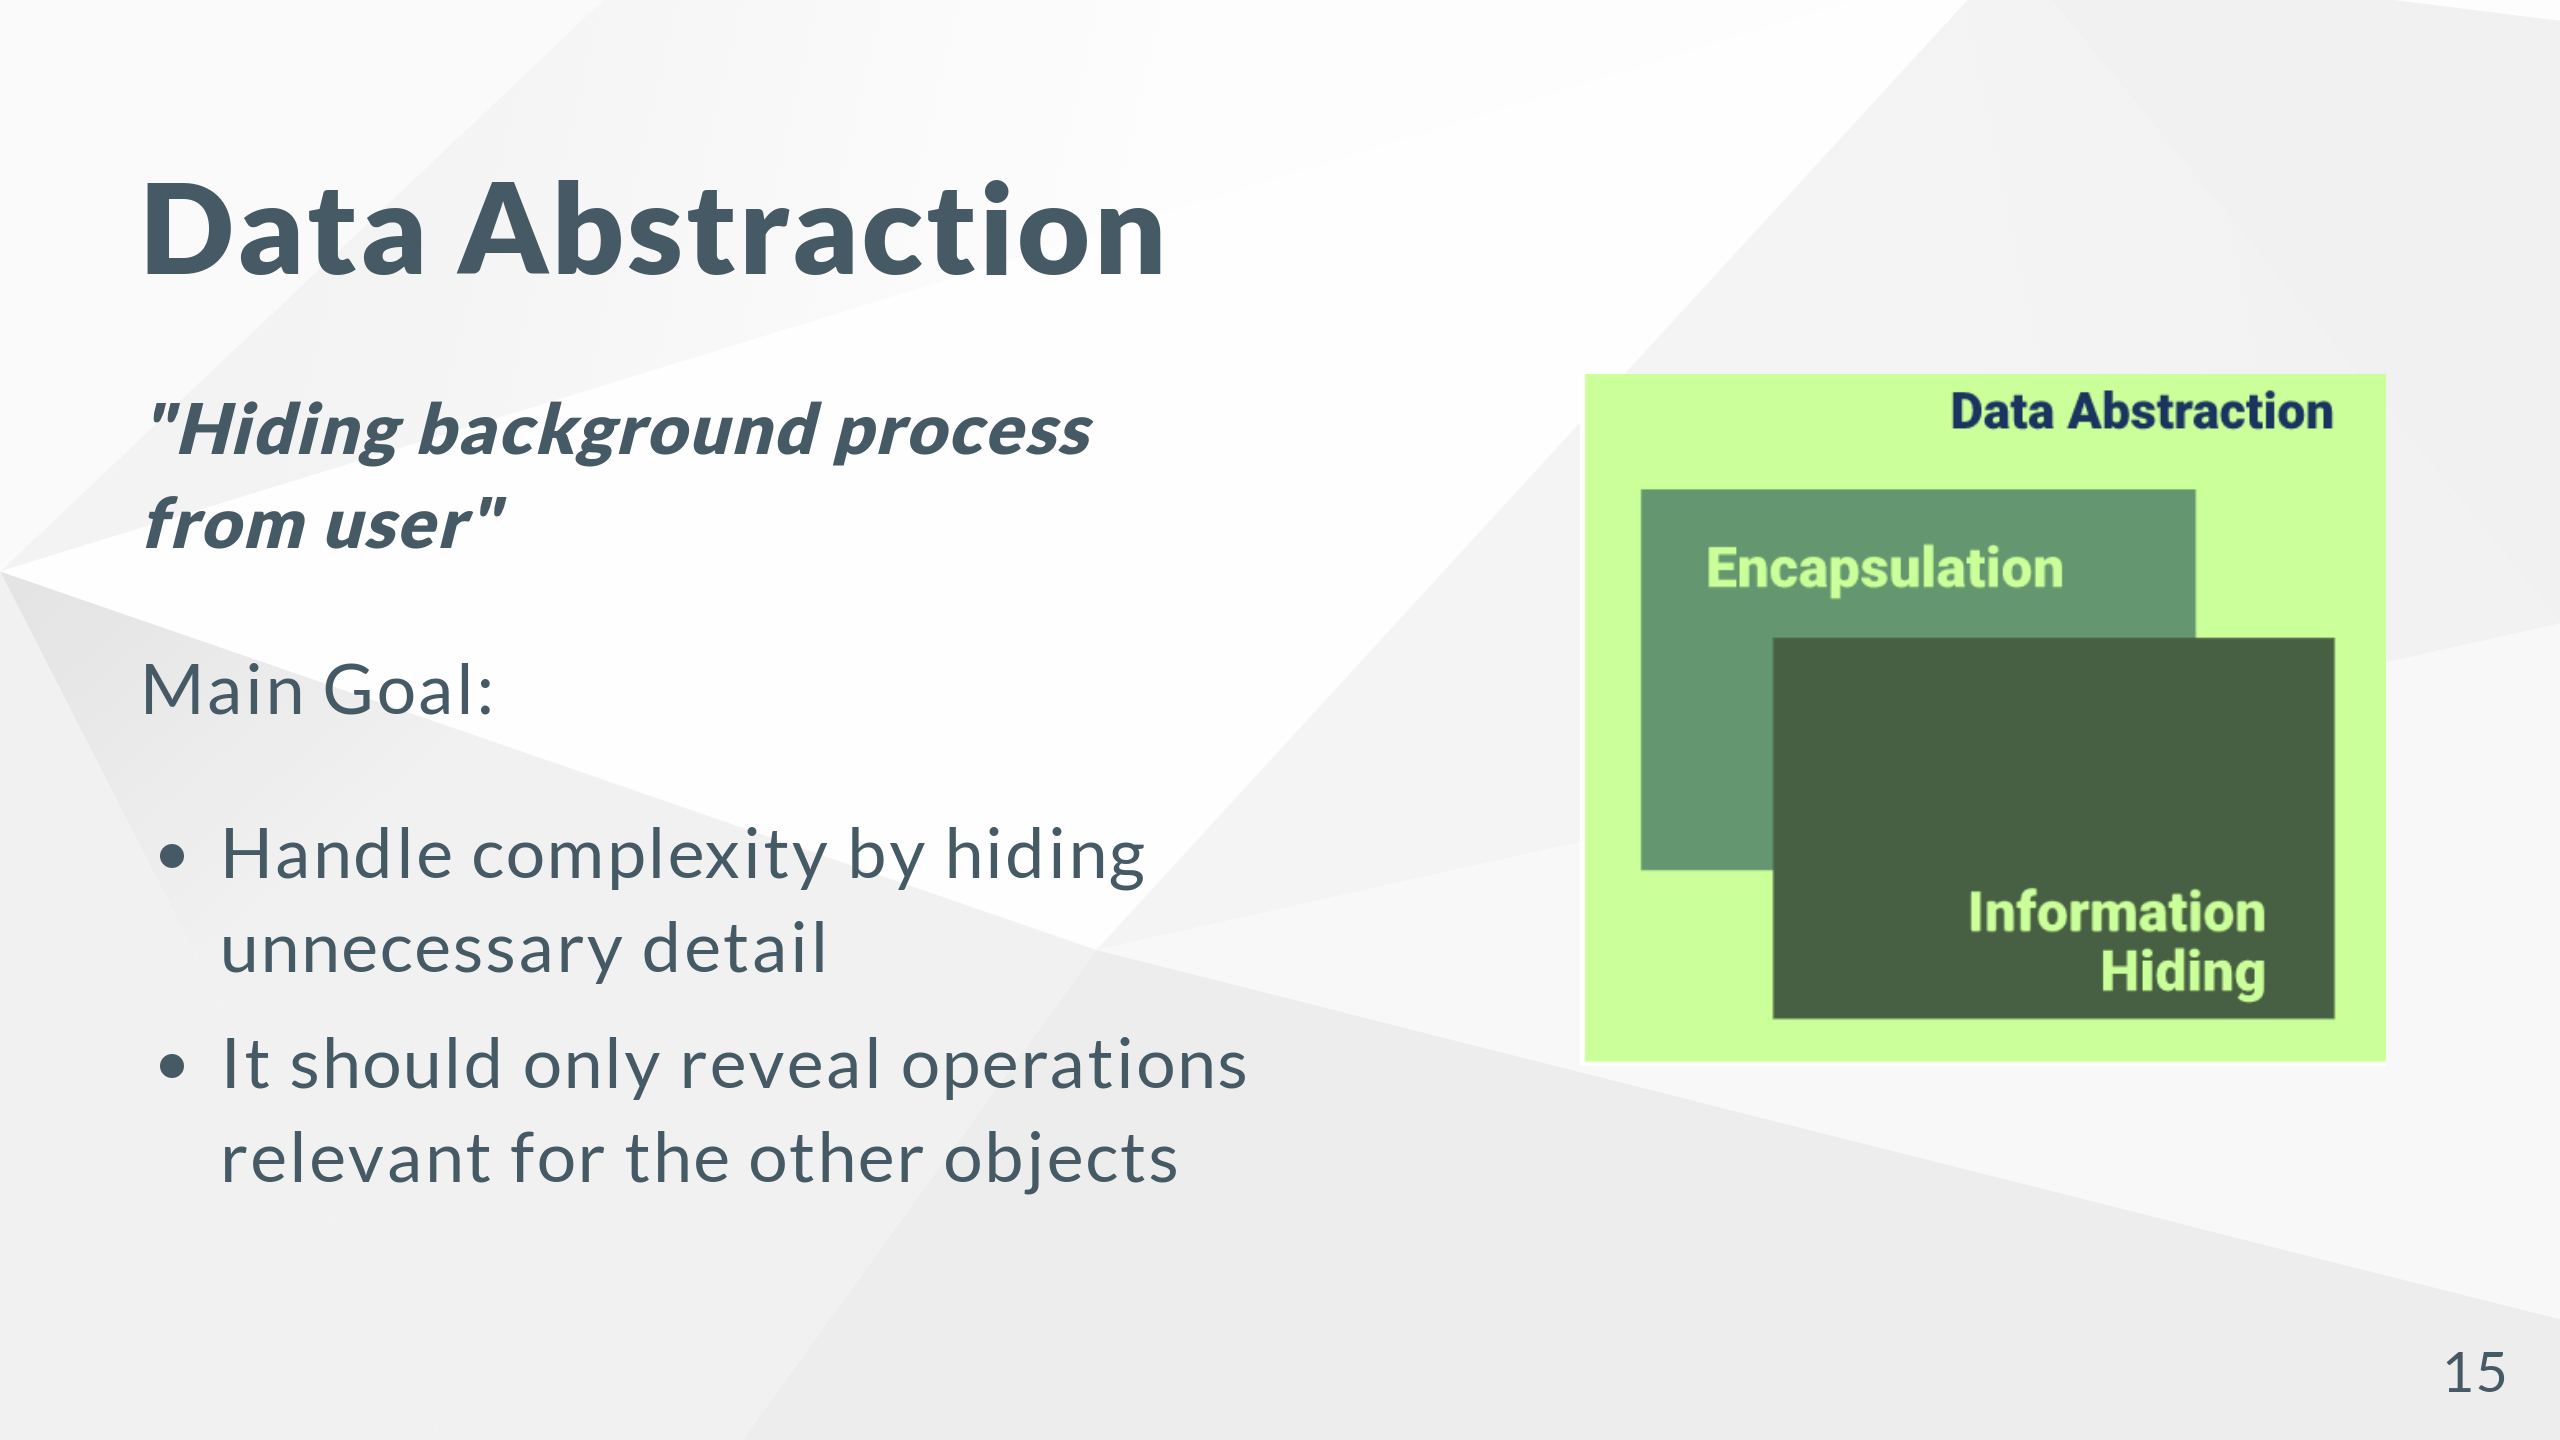 Data Abstraction
"Hiding background process
from user"
Main Goal:
• Handle complexity by hiding
unnecessary detail
• It should only reveal operations
relevant for the other objects
Data Abstraction
Encapsulation
Information
Hiding
15